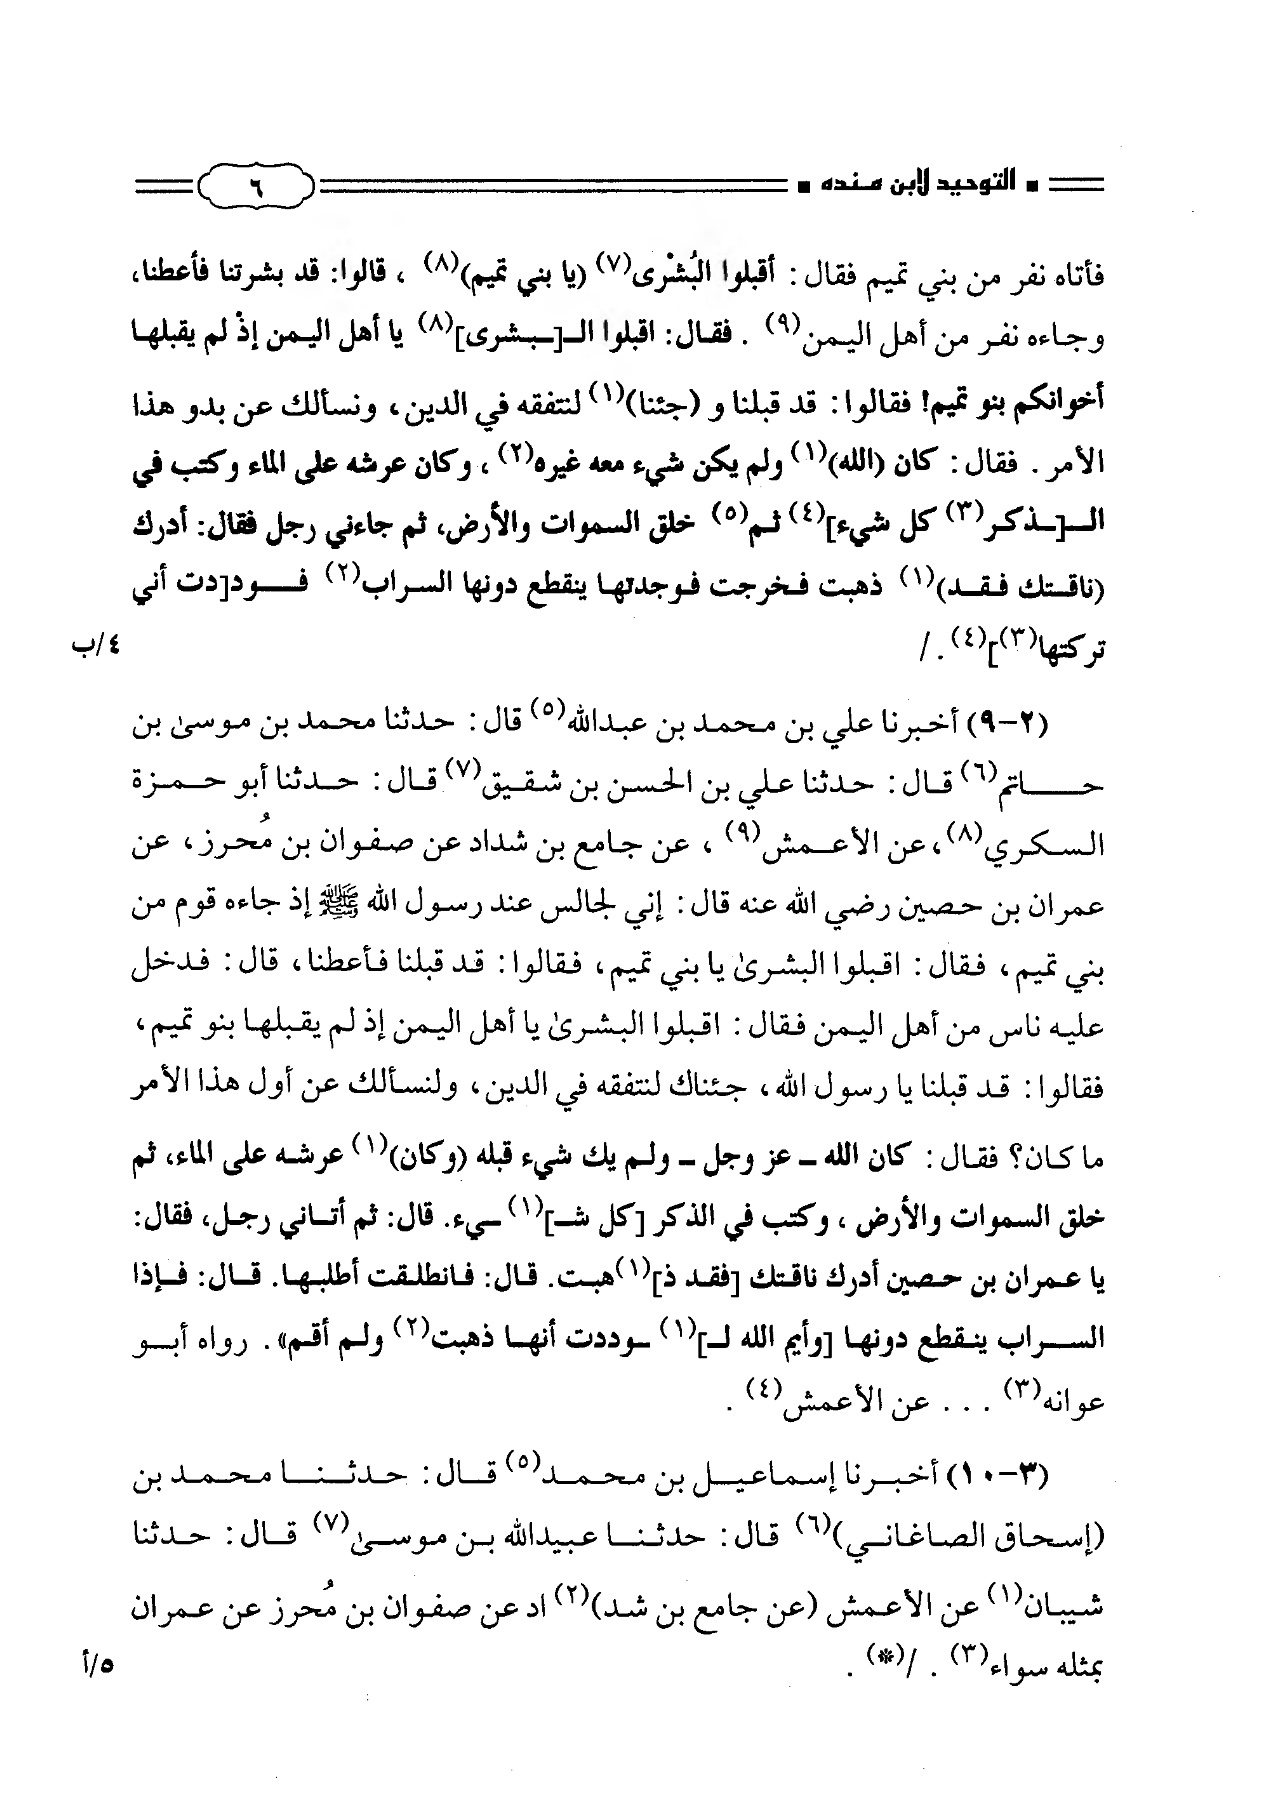 التوحيد لابن منده ٦
فأتاه نفر من بني تميم فقال: أقبلوا البُشْرى(٧) (يا بني تميم)(٨) ، قالوا: قد بشرتنا فأعطنا،
وجاءه نفر من أهل اليمن(٩) . فقال: اقبلوا الـ[ـبشرى](٨) يا أهل اليمن إذْ لم يقبلها
أخوانكم بنو تميم! فقالوا: قد قبلنا و (جئنا)(١) لنتفقه في الدين، ونسألك عن بدو هذا
الأمر . فقال: كان (الله)(١) ولم يكن شيء معه غيره(٢) ، وكان عرشه على الماء وكتب في
الـ[ـذكر(٣) كل شيء](٤) ثم(٥) خلق السموات والأرض، ثم جاءني رجل فقال: أدرك
(ناقتك فقد)(١) ذهبت فخرجت فوجدتها ينقطع دونها السراب(٢) فـود[دت أني
تركتها(٣)](٤) . / ٤/ب
(٢-٩) أخبرنا علي بن محمد بن عبدالله(٥) قال: حدثنا محمد بن موسىٰ بن
حاتم(٦) قال: حدثنا علي بن الحسن بن شقيق(٧) قال: حدثنا أبو حمزة
السكري(٨)، عن الأعمش(٩) ، عن جامع بن شداد عن صفوان بن مُحرز، عن
عمران بن حصين رضي الله عنه قال: إني لجالس عند رسول الله ﷺ إذ جاءه قوم من
بني تميم، فقال: اقبلوا البشرىٰ يا بني تميم، فقالوا: قد قبلنا فأعطنا، قال: فدخل
عليه ناس من أهل اليمن فقال: اقبلوا البشرىٰ يا أهل اليمن إذ لم يقبلها بنو تميم،
فقالوا: قد قبلنا يا رسول الله، جئناك لنتفقه في الدين، ولنسألك عن أول هذا الأمر
ما كان؟ فقال: كان الله ـ عز وجل ـ ولم يك شيء قبله (وكان)(١) عرشه على الماء، ثم
خلق السموات والأرض ، وكتب في الذكر [كل شـ](١)ـيء. قال: ثم أتاني رجل، فقال:
يا عمران بن حصين أدرك ناقتك [فقد ذ](١)هبت. قال: فانطلقت أطلبها. قال: فإذا
السراب ينقطع دونها [وأيم الله لـ](١) ـوددت أنها ذهبت(٢) ولم أقم» . رواه أبو
عوانه(٣) . . . عن الأعمش(٤) .
(٣-١٠) أخبرنا إسماعيل بن محمد(٥) قال: حدثنا محمد بن
(إسحاق الصاغاني)(٦) قال: حدثنا عبيدالله بن موسىٰ(٧) قال: حدثنا
شيبان(١) عن الأعمش (عن جامع بن شد)(٢) اد عن صفوان بن مُحرز عن عمران
بمثله سواء(٣) . /(*) . ٥/أ